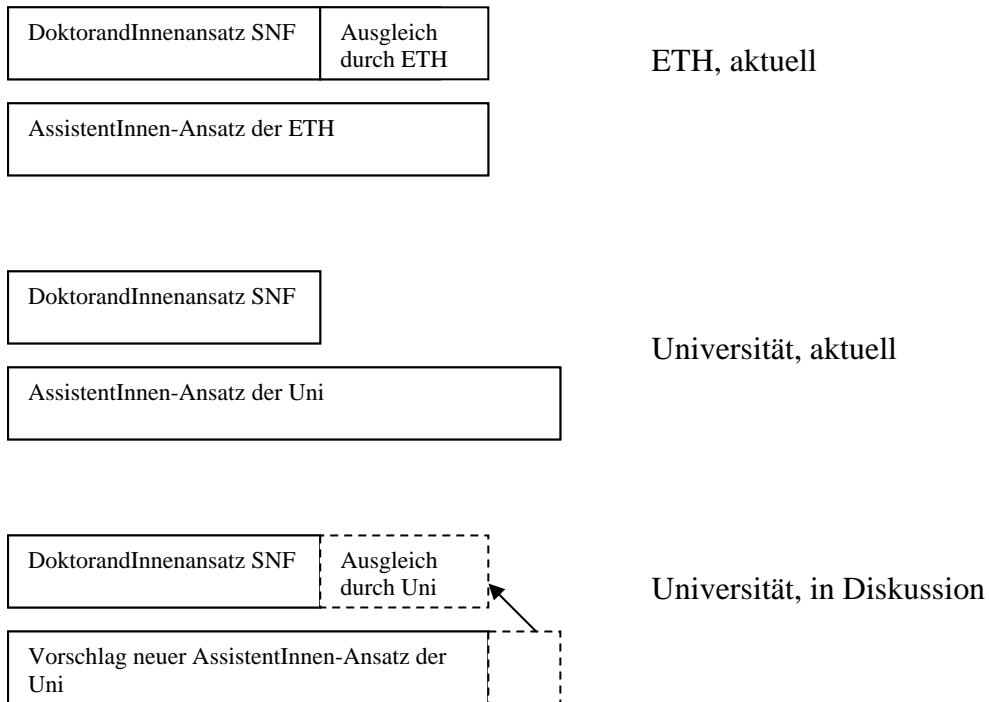 DoktorandInnenansatz SNF
Ausgleich
durch ETH
ETH, aktuell
AssistentInnen-Ansatz der ETH
DoktorandInnenansatz SNF
Universität, aktuell
AssistentInnen-Ansatz der Uni
DoktorandInnenansatz SNF
Ausgleich
durch Uni
Universität, in Diskussion
Vorschlag neuer AssistentInnen-Ansatz der
Uni